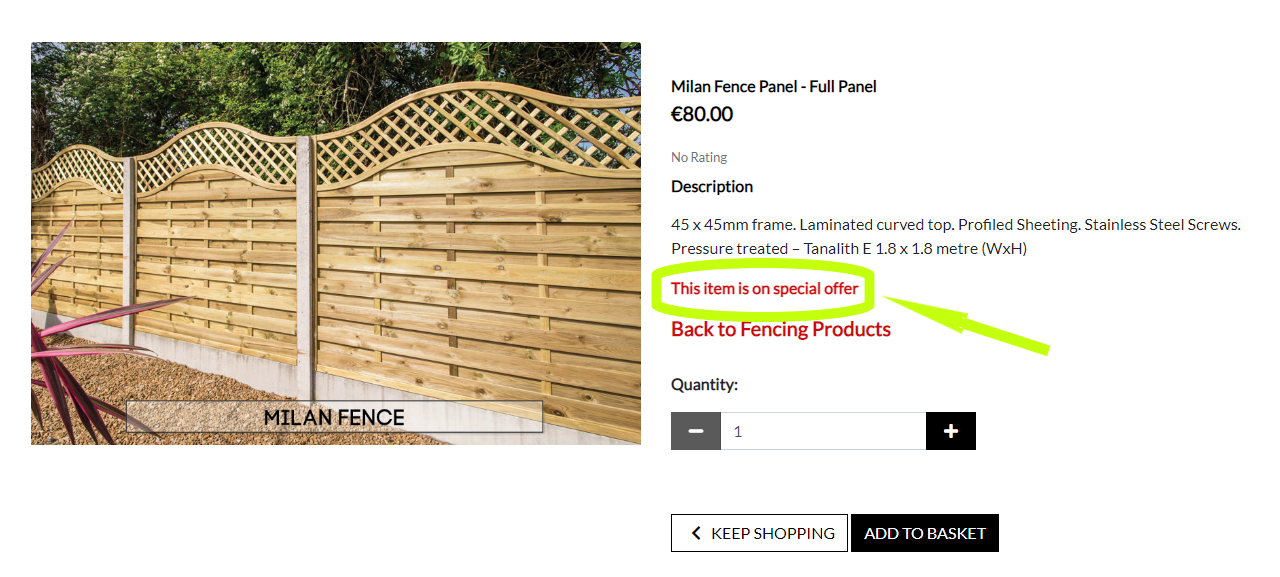 Milan Fence Panel - Full Panel
€80.00
No Rating
Description
45 x 45mm frame. Laminated curved top. Profiled Sheeting. Stainless Steel Screws.
Pressure treated – Tanalith E 1.8 x 1.8 metre (WxH)
This item is on special offer
Back to Fencing Products
Quantity:
1
KEEP SHOPPING
ADD TO BASKET
MILAN FENCE